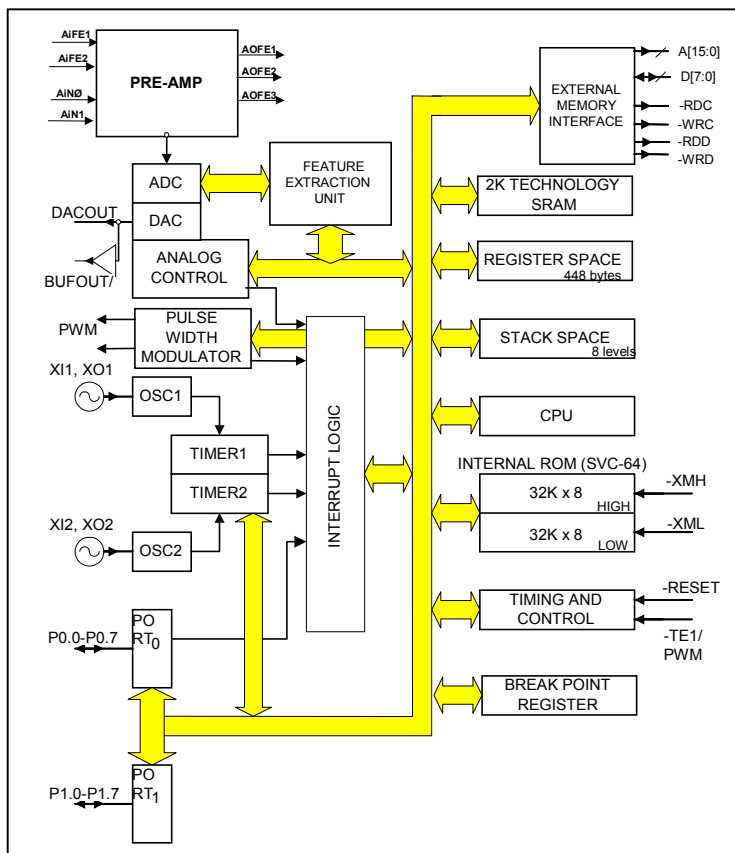 AiFE1
AiFE2
AiNØ
AiN1
PRE-AMP
AOFE1
AOFE2
AOFE3
ADC
DAC
ANALOG
CONTROL
DACOUT
BUFOUT/
FEATURE
EXTRACTION
UNIT
PWM
PULSE
WIDTH
MODULATOR
XI1, XO1
OSC1
TIMER1
TIMER2
XI2, XO2
OSC2
INTERRUPT LOGIC
P0.0-P0.7
PO
RT0
P1.0-P1.7
PO
RT1
EXTERNAL
MEMORY
INTERFACE
A[15:0]
D[7:0]
-RDC
-WRC
-RDD
-WRD
2K TECHNOLOGY
SRAM
REGISTER SPACE
448 bytes
STACK SPACE
8 levels
CPU
INTERNAL ROM (SVC-64)
32K x 8
HIGH
32K x 8
LOW
-XMH
-XML
TIMING AND
CONTROL
-RESET
-TE1/
PWM
BREAK POINT
REGISTER